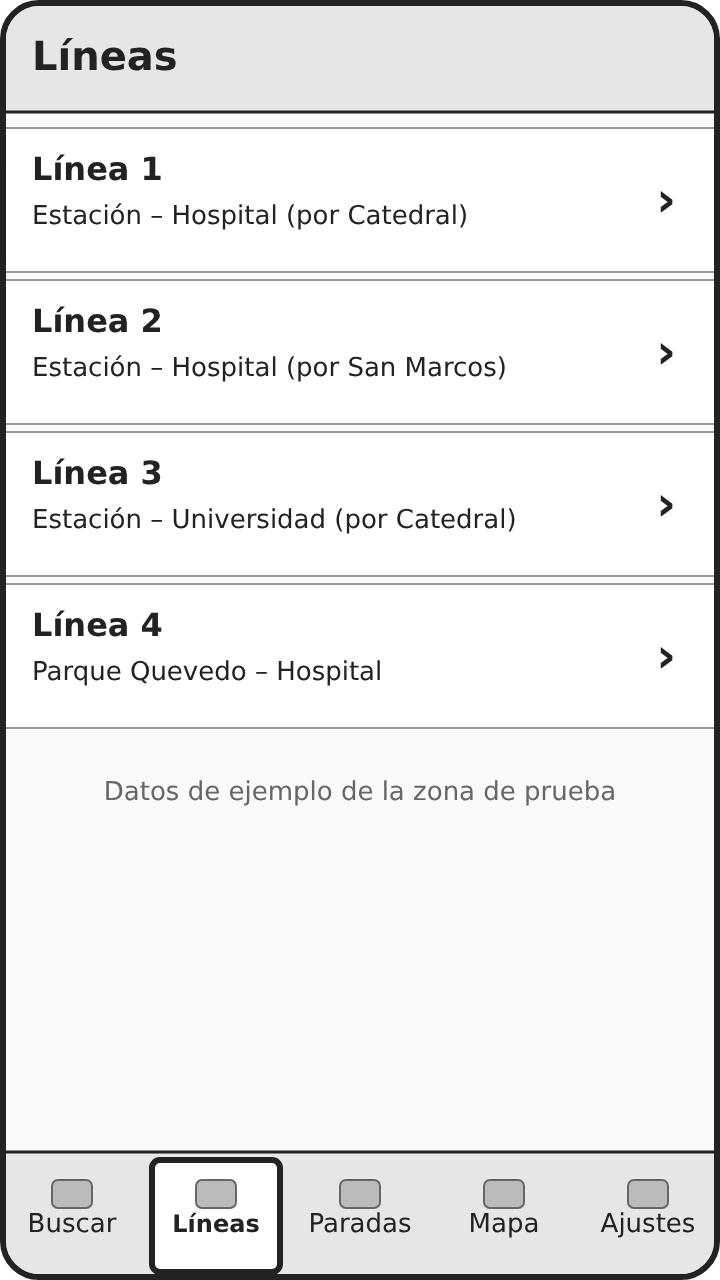 Líneas
Línea 1
Estación – Hospital (por Catedral)
›
Línea 2
Estación – Hospital (por San Marcos)
›
Línea 3
Estación – Universidad (por Catedral)
›
Línea 4
Parque Quevedo – Hospital
›
Datos de ejemplo de la zona de prueba
Buscar Líneas Paradas Mapa Ajustes